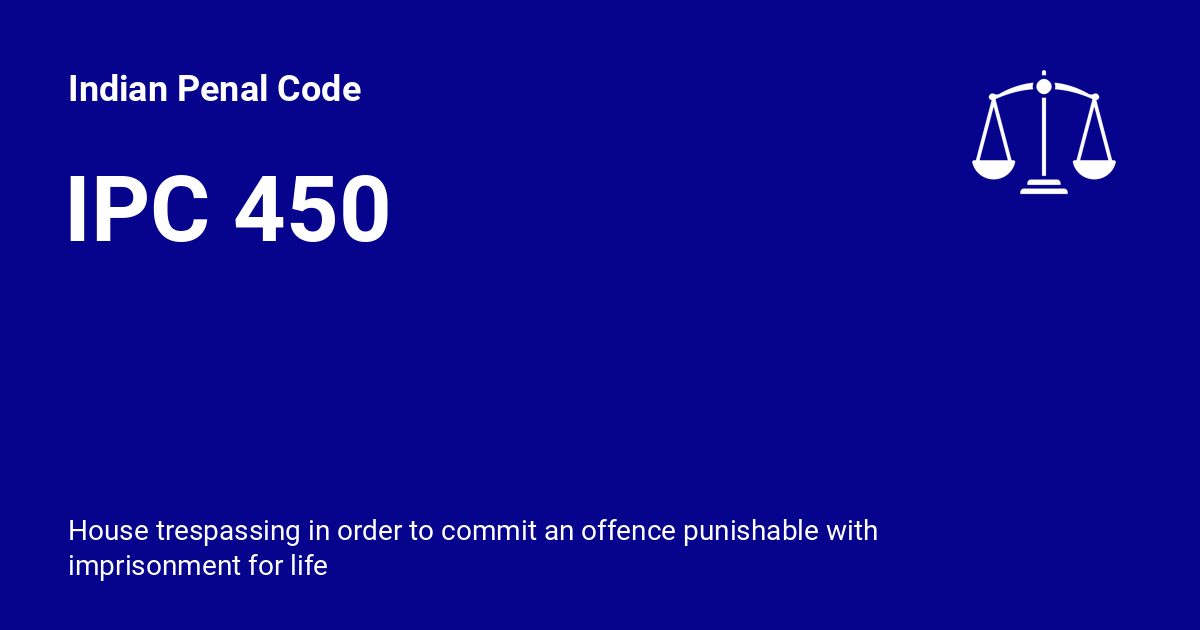 Indian Penal Code
IPC 450
House trespassing in order to commit an offence punishable with
imprisonment for life